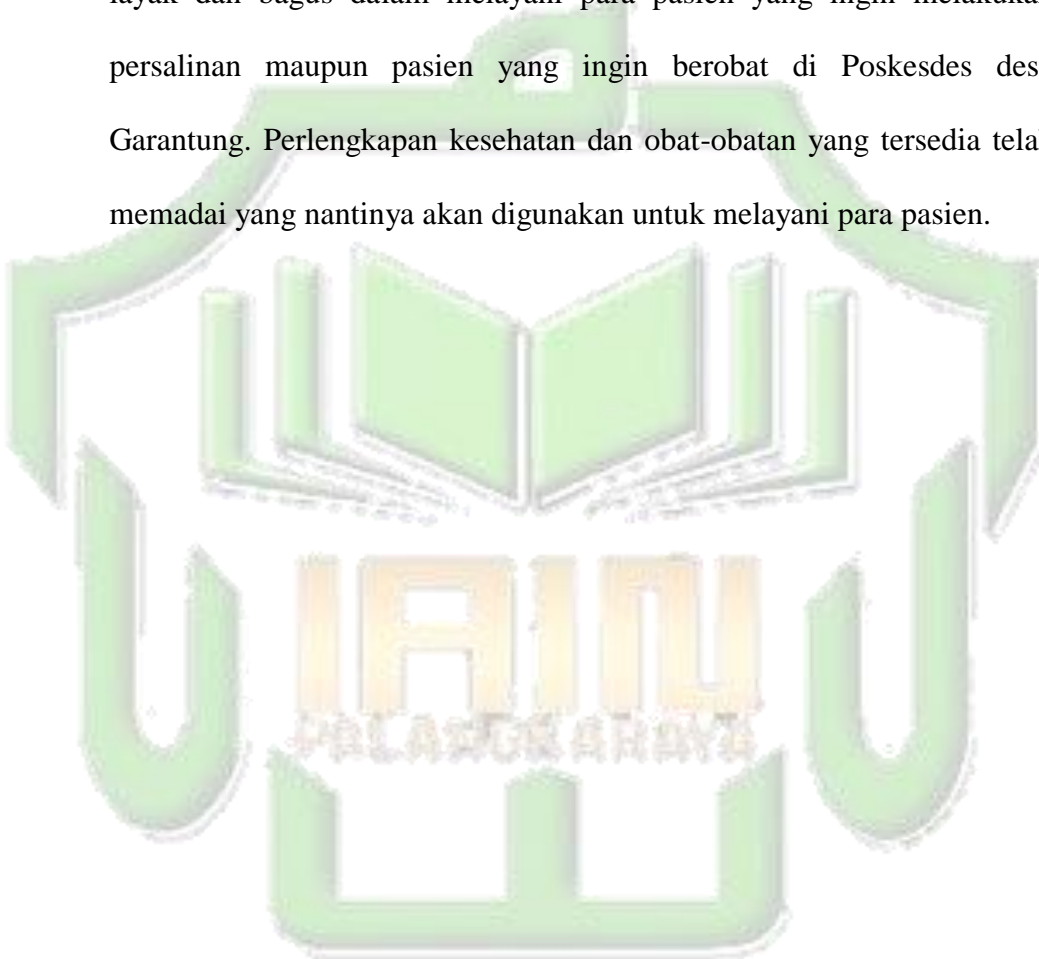 layak dan bagus dalam melayani para pasien yang ingin melakuka
persalinan maupun pasien yang ingin berobat di Poskesdes des
Garantung. Perlengkapan kesehatan dan obat-obatan yang tersedia tela
memadai yang nantinya akan digunakan untuk melayani para pasien.
IAIN
PALANGKARAYA